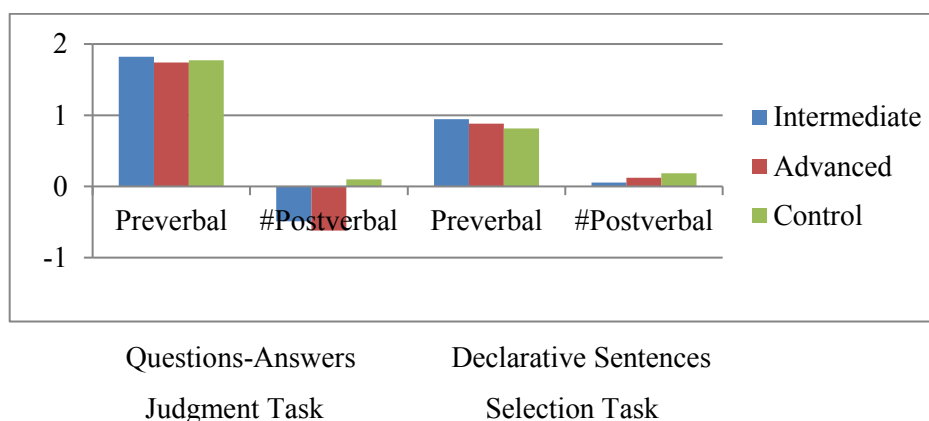 2
1
0
-1
Preverbal #Postverbal Preverbal #Postverbal
Intermediate
Advanced
Control
Questions-Answers Declarative Sentences
Judgment Task Selection Task